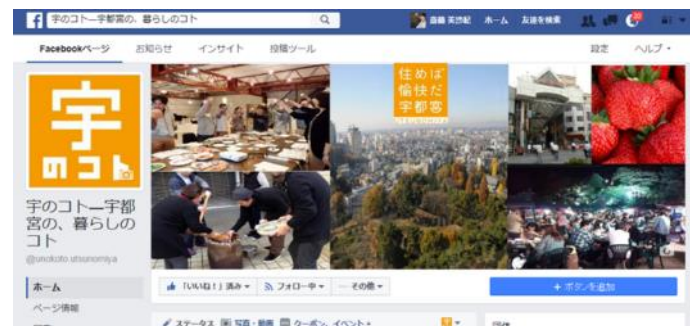 宇のコト―宇都宮の、暮らしのコト
ホーム
友達を検索
Facebookページ
お知らせ
インサイト
投稿ツール
設定
ヘルプ
宇
のコト
住めば
愉快だ
宇都宮
宇のコト―宇都
宮の、暮らしの
コト
@unokoto.utsunomiya
「いいね！」済み
フォロー中
その他
+ ボタンを追加
ホーム
ページ情報
ステータス
写真・動画
クーポン、イベント+